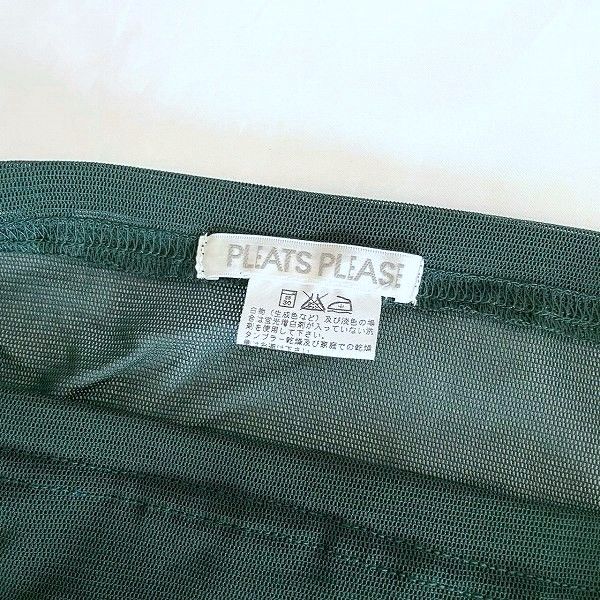 PLEATS PLEASE
30
白物（生成色など）及び淡色の場
合は蛍光増白剤が入っていない洗
剤を使用して下さい。
タンブラー乾燥及び家庭での乾燥